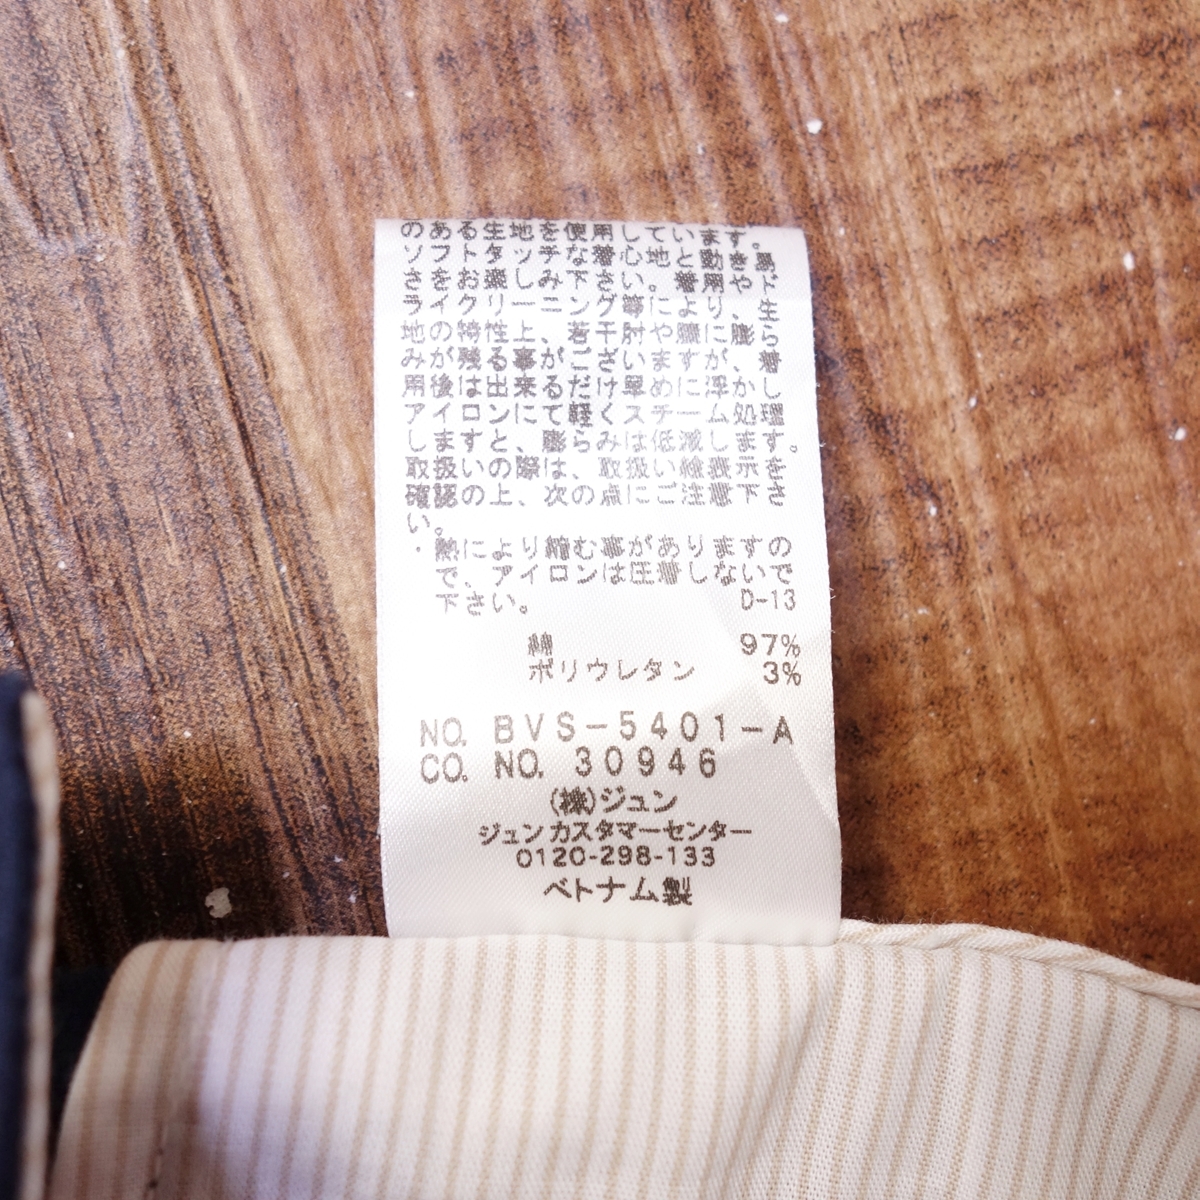 のある生地を使用しています。
ソフトタッチな着心地と動き易
さをお楽しみ下さい。着用やド
ライクリーニング等により、生
地の特性上、若干肘や膝に膨ら
みが残る事がございますが、着
用後は出来るだけ早めに浮かし
アイロンにて軽くスチーム処理
しますと、膨らみは低減します。
取扱いの際は、取扱い絵表示を
確認の上、次の点にご注意下さ
い。
・熱により縮む事がありますの
で、アイロンは圧着しないで
下さい。 D-13
綿 97%
ポリウレタン 3%
NO. BVS-5401-A
CO. NO. 30946
(株)ジュン
ジュンカスタマーセンター
0120-298-133
ベトナム製